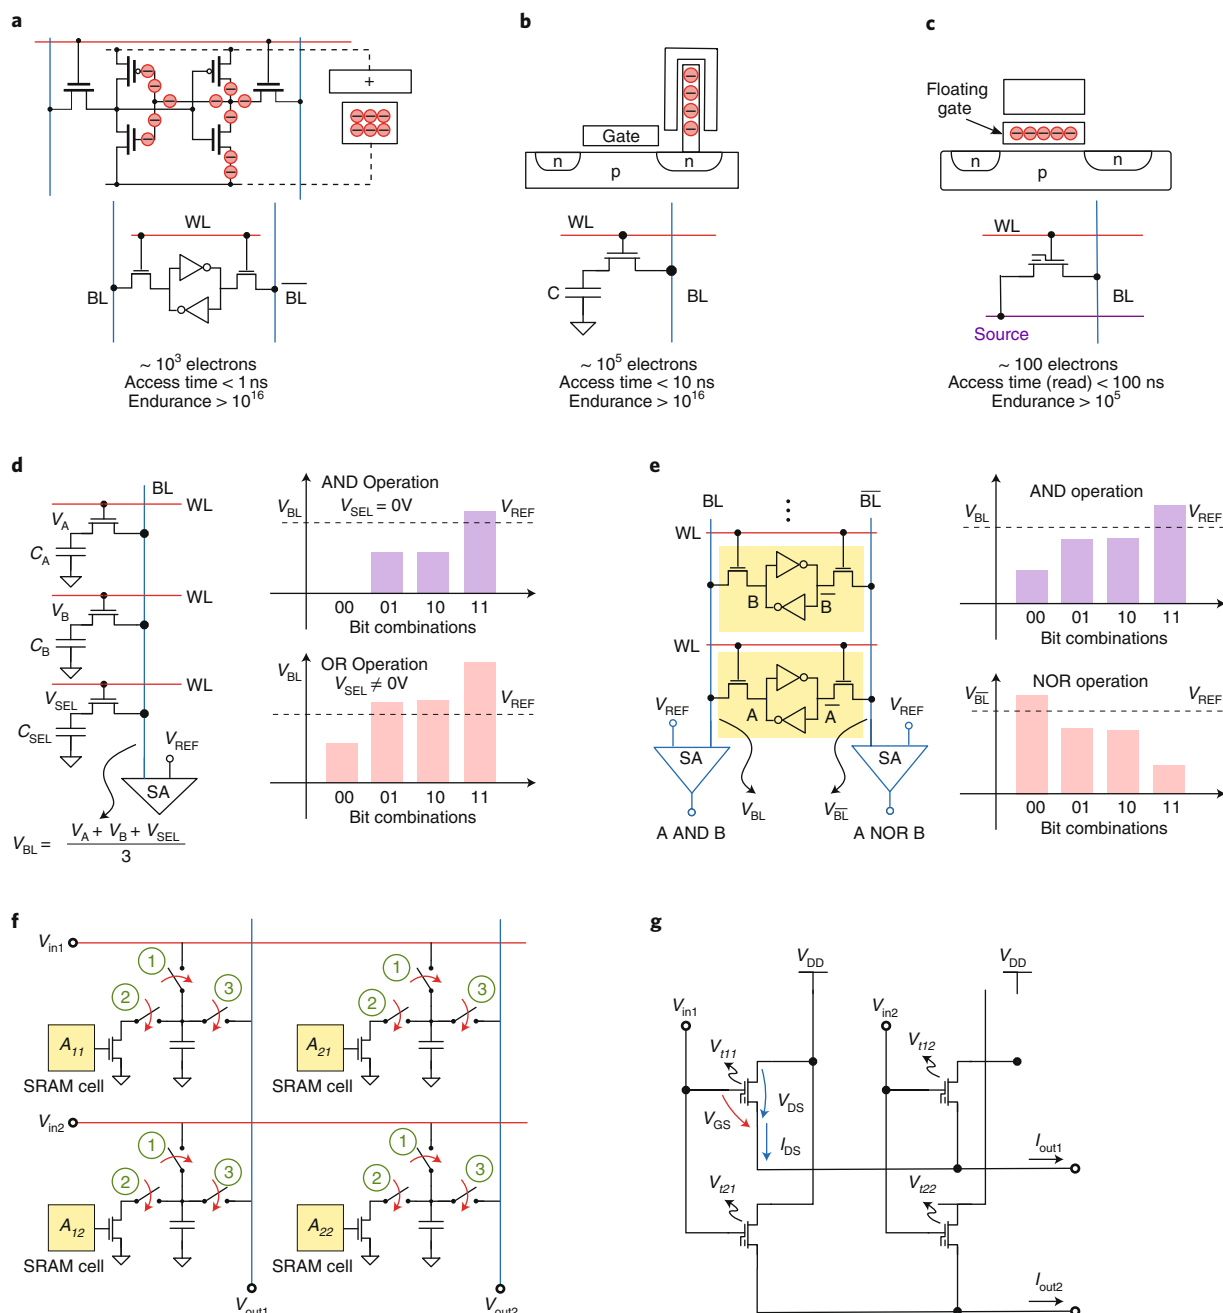 a
+
WL
BL
B̅L̅
~ 10³ electrons
Access time < 1 ns
Endurance > 10¹⁶
b
Gate
n
n
p
WL
C
BL
~ 10⁵ electrons
Access time < 10 ns
Endurance > 10¹⁶
c
Floating
gate
n
n
p
WL
BL
Source
~ 100 electrons
Access time (read) < 100 ns
Endurance > 10⁵
d
BL
WL
V_A
C_A
WL
V_B
C_B
WL
V_SEL
C_SEL
V_REF
SA
V_BL = (V_A + V_B + V_SEL) / 3
AND Operation
V_BL
V_SEL = 0V
V_REF
00 01 10 11
Bit combinations
OR Operation
V_BL
V_SEL ≠ 0V
V_REF
00 01 10 11
Bit combinations
e
BL
B̅L̅
WL
B
B̅
WL
A
A̅
V_REF
V_REF
SA
SA
V_BL
V_B̅L̅
A AND B
A NOR B
AND operation
V_BL
V_REF
00 01 10 11
Bit combinations
NOR operation
V_B̅L̅
V_REF
00 01 10 11
Bit combinations
f
V_in1
1
2
3
A_11
SRAM cell
1
2
3
A_21
SRAM cell
V_in2
1
2
3
A_12
SRAM cell
1
2
3
A_22
SRAM cell
V_out1
V_out2
g
V_DD
V_DD
V_in1
V_in2
V_t11
V_t12
V_DS
V_GS
I_DS
I_out1
V_t21
V_t22
I_out2